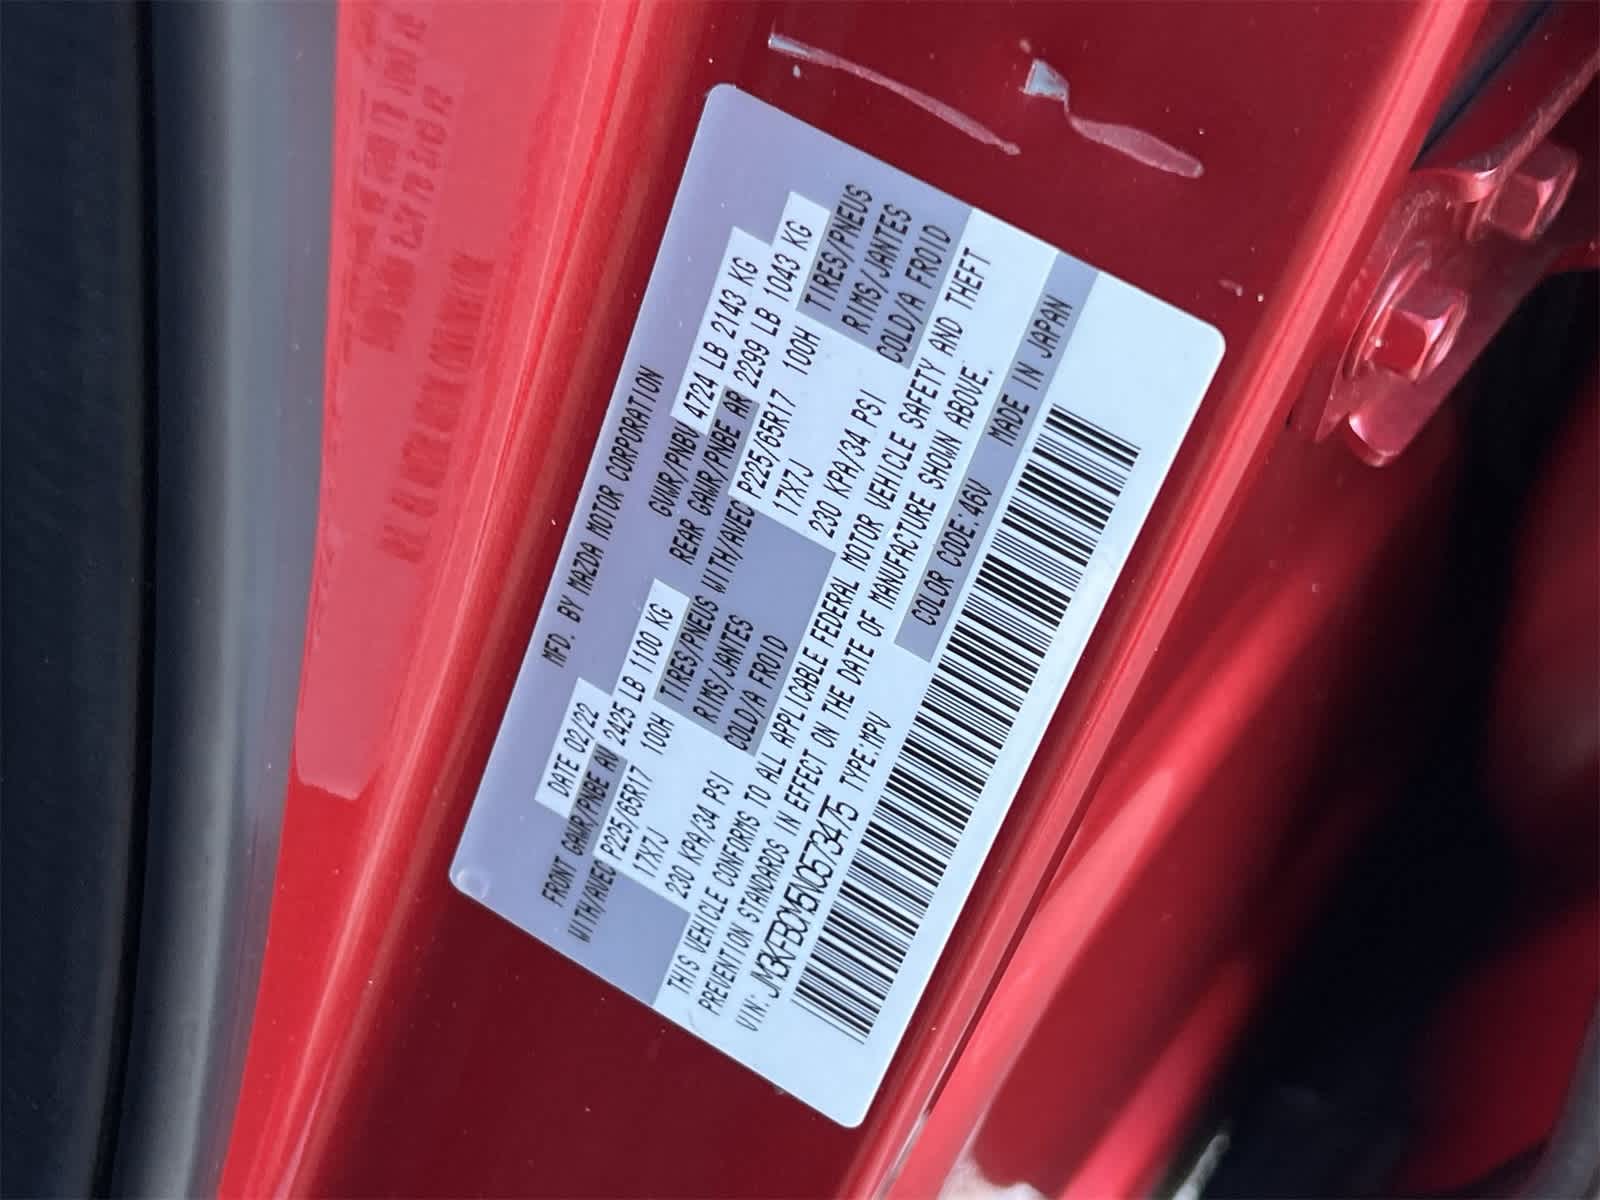 MFD. BY MAZDA MOTOR CORPORATION
DATE 02/22 GVWR/PNBV 4724 LB 2143 KG
FRONT GAWR/PNBE AV 2425 LB 1100 KG REAR GAWR/PNBE AR 2299 LB 1043 KG
WITH/AVEC P225/65R17 100H TIRES/PNEUS WITH/AVEC P225/65R17 100H TIRES/PNEUS
17X7J RIMS/JANTES 17X7J RIMS/JANTES
230 KPA/34 PSI COLD/A FROID 230 KPA/34 PSI COLD/A FROID
THIS VEHICLE CONFORMS TO ALL APPLICABLE FEDERAL MOTOR VEHICLE SAFETY AND THEFT
PREVENTION STANDARDS IN EFFECT ON THE DATE OF MANUFACTURE SHOWN ABOVE.
VIN: JM3KFBCM5N0573475 TYPE:MPV COLOR CODE:46V MADE IN JAPAN